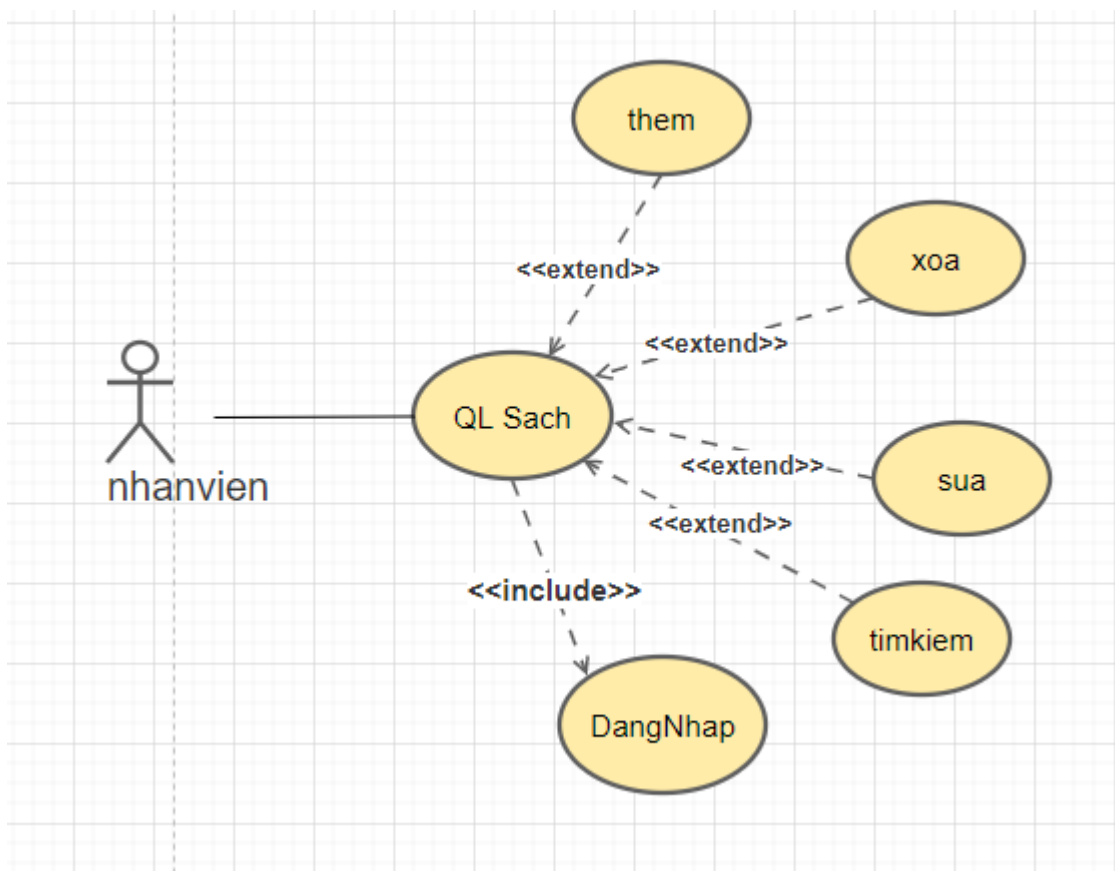 them
<<extend>>
xoa
<<extend>>
QL Sach
nhanvien
<<extend>>
sua
<<extend>>
<<include>>
timkiem
DangNhap